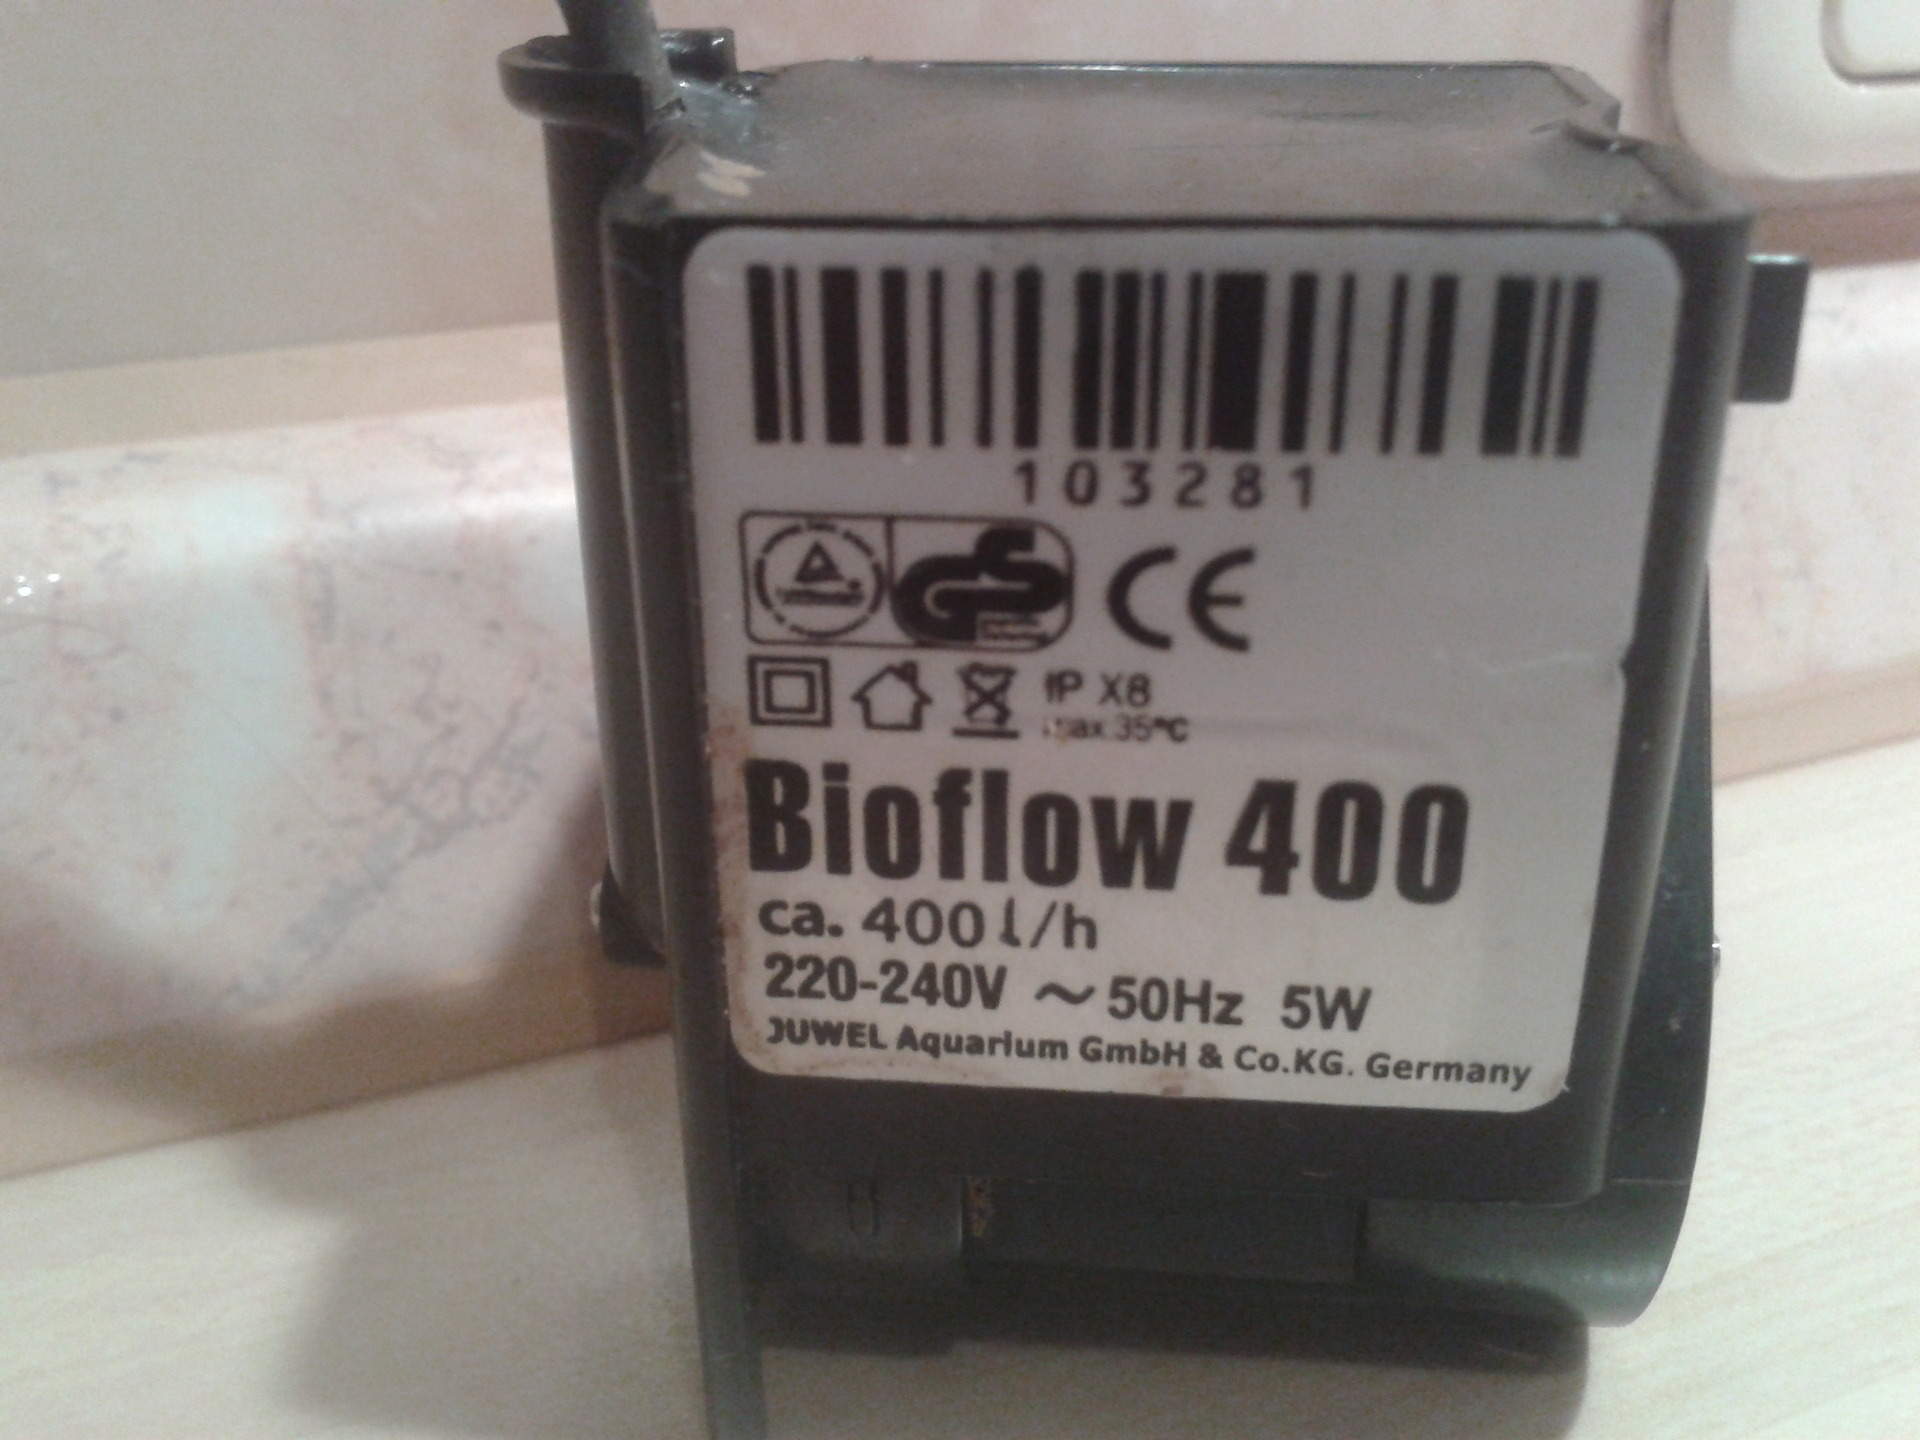 103281
CE
IP X8
max.35°C
Bioflow 400
ca. 400 l/h
220-240V ~ 50Hz 5W
JUWEL Aquarium GmbH & Co.KG. Germany